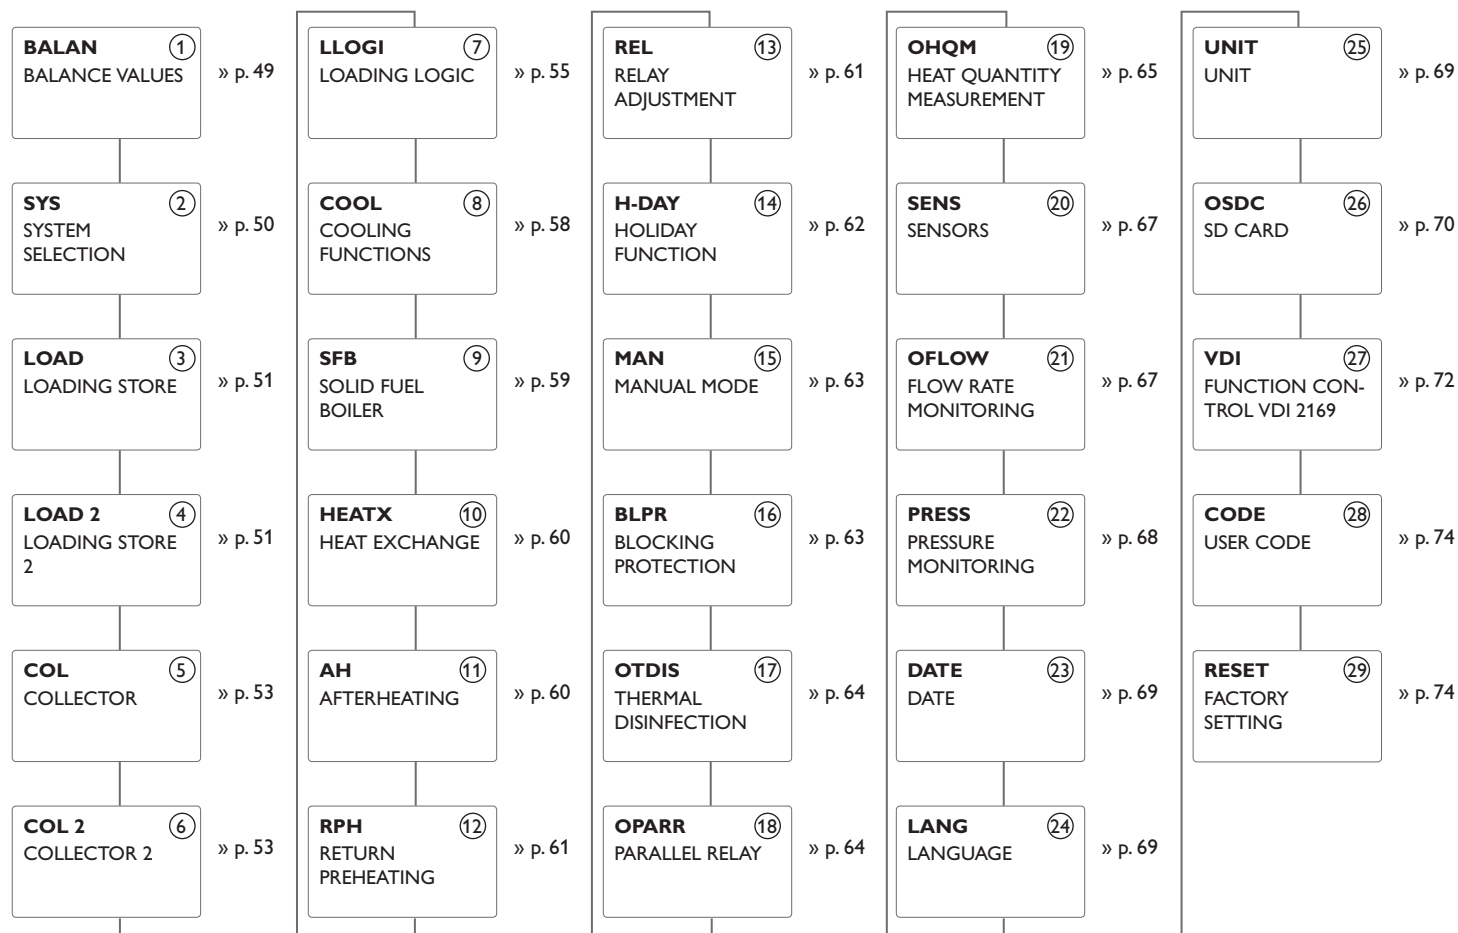 BALAN 1
BALANCE VALUES
» p. 49
SYS 2
SYSTEM
SELECTION
» p. 50
LOAD 3
LOADING STORE
» p. 51
LOAD 2 4
LOADING STORE
2
» p. 51
COL 5
COLLECTOR
» p. 53
COL 2 6
COLLECTOR 2
» p. 53
LLOGI 7
LOADING LOGIC
» p. 55
COOL 8
COOLING
FUNCTIONS
» p. 58
SFB 9
SOLID FUEL
BOILER
» p. 59
HEATX 10
HEAT EXCHANGE
» p. 60
AH 11
AFTERHEATING
» p. 60
RPH 12
RETURN
PREHEATING
» p. 61
REL 13
RELAY
ADJUSTMENT
» p. 61
H-DAY 14
HOLIDAY
FUNCTION
» p. 62
MAN 15
MANUAL MODE
» p. 63
BLPR 16
BLOCKING
PROTECTION
» p. 63
OTDIS 17
THERMAL
DISINFECTION
» p. 64
OPARR 18
PARALLEL RELAY
» p. 64
OHQM 19
HEAT QUANTITY
MEASUREMENT
» p. 65
SENS 20
SENSORS
» p. 67
OFLOW 21
FLOW RATE
MONITORING
» p. 67
PRESS 22
PRESSURE
MONITORING
» p. 68
DATE 23
DATE
» p. 69
LANG 24
LANGUAGE
» p. 69
UNIT 25
UNIT
» p. 69
OSDC 26
SD CARD
» p. 70
VDI 27
FUNCTION CON-
TROL VDI 2169
» p. 72
CODE 28
USER CODE
» p. 74
RESET 29
FACTORY
SETTING
» p. 74